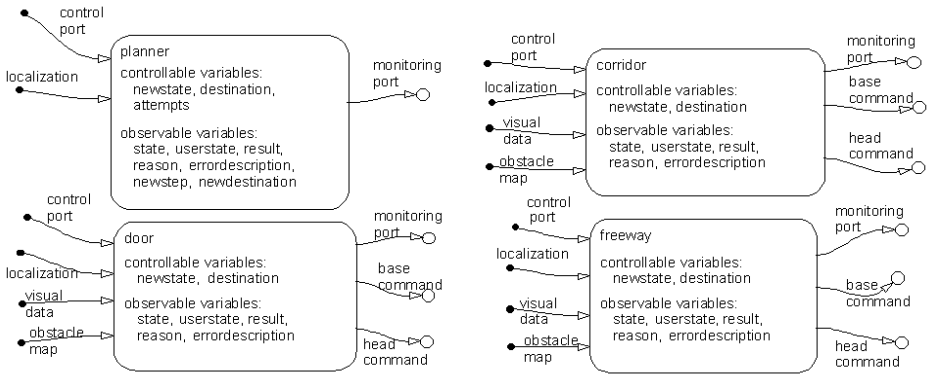 control
port
localization
planner
controllable variables:
newstate, destination,
attempts
observable variables:
state, userstate, result,
reason, errordescription,
newstep, newdestination
monitoring
port
control
port
localization
visual
data
obstacle
map
corridor
controllable variables:
newstate, destination
observable variables:
state, userstate, result,
reason, errordescription
monitoring
port
base
command
head
command
control
port
localization
visual
data
obstacle
map
door
controllable variables:
newstate, destination
observable variables:
state, userstate, result,
reason, errordescription
monitoring
port
base
command
head
command
control
port
localization
visual
data
obstacle
map
freeway
controllable variables:
newstate, destination
observable variables:
state, userstate, result,
reason, errordescription
monitoring
port
base
command
head
command